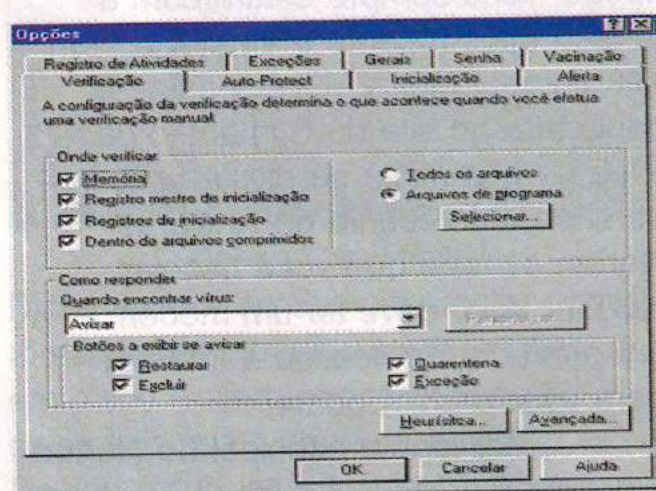 Opções
Registro de Atividades Exceções Gerais Senha Vacinação
Verificação Auto-Protect Inicialização Alerta
A configuração da verificação determina o que acontece quando você efetua
uma verificação manual.
Onde verificar
Memória
Registro mestre de inicialização
Registros de inicialização
Dentro de arquivos comprimidos
Todos os arquivos
Arquivos de programa
Selecionar...
Como responder
Quando encontrar vírus:
Avisar
Botões a exibir se avisar
Restaurar
Excluir
Quarentena
Exceção
Heurísitca... Avançada...
OK Cancelar Ajuda